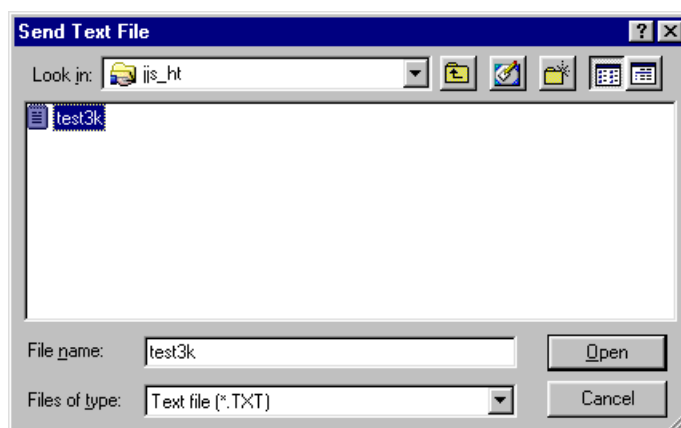 Send Text File
Look in: jjs_ht
test3k
File name: test3k Open
Files of type: Text file (*.TXT) Cancel